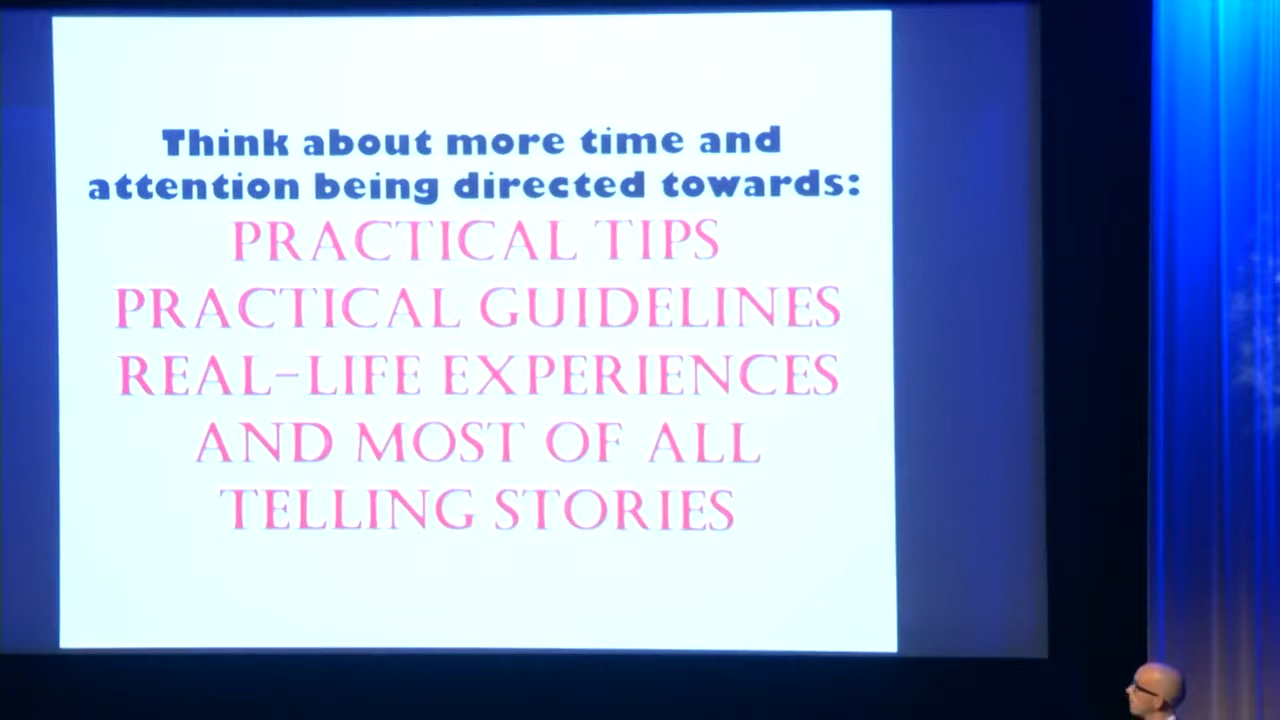 Think about more time and
attention being directed towards:
PRACTICAL TIPS
PRACTICAL GUIDELINES
REAL-LIFE EXPERIENCES
AND MOST OF ALL
TELLING STORIES